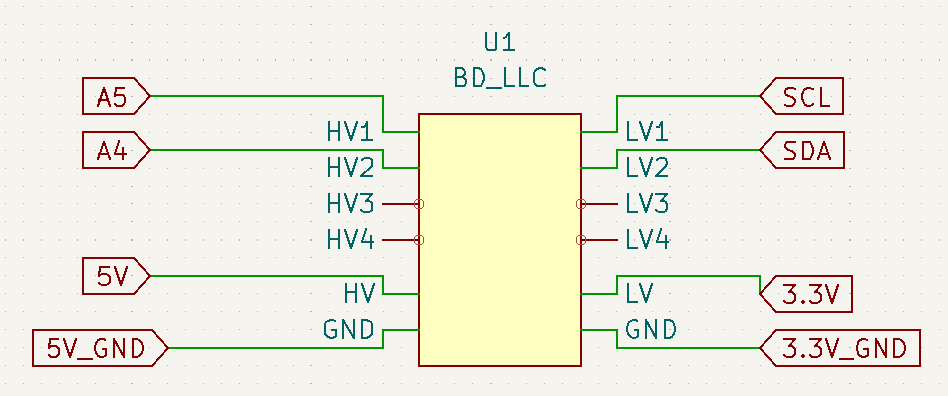 U1
BD_LLC
A5
SCL
HV1
LV1
A4
SDA
HV2
LV2
HV3
LV3
HV4
LV4
5V
HV
LV
3.3V
GND
GND
5V_GND
3.3V_GND